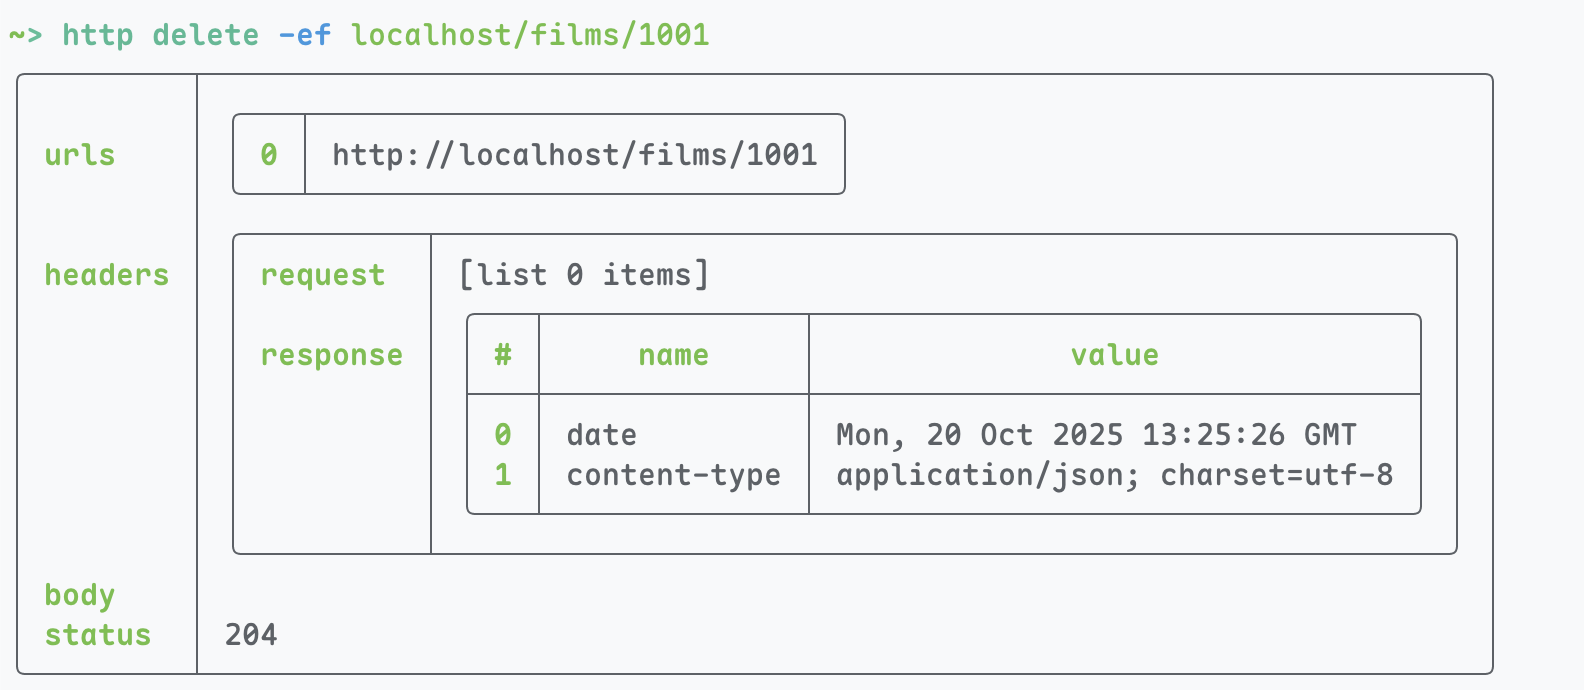 ~> http delete -ef localhost/films/1001
urls 0 http://localhost/films/1001
headers request [list 0 items]
response # name value
0 date Mon, 20 Oct 2025 13:25:26 GMT
1 content-type application/json; charset=utf-8
body
status 204